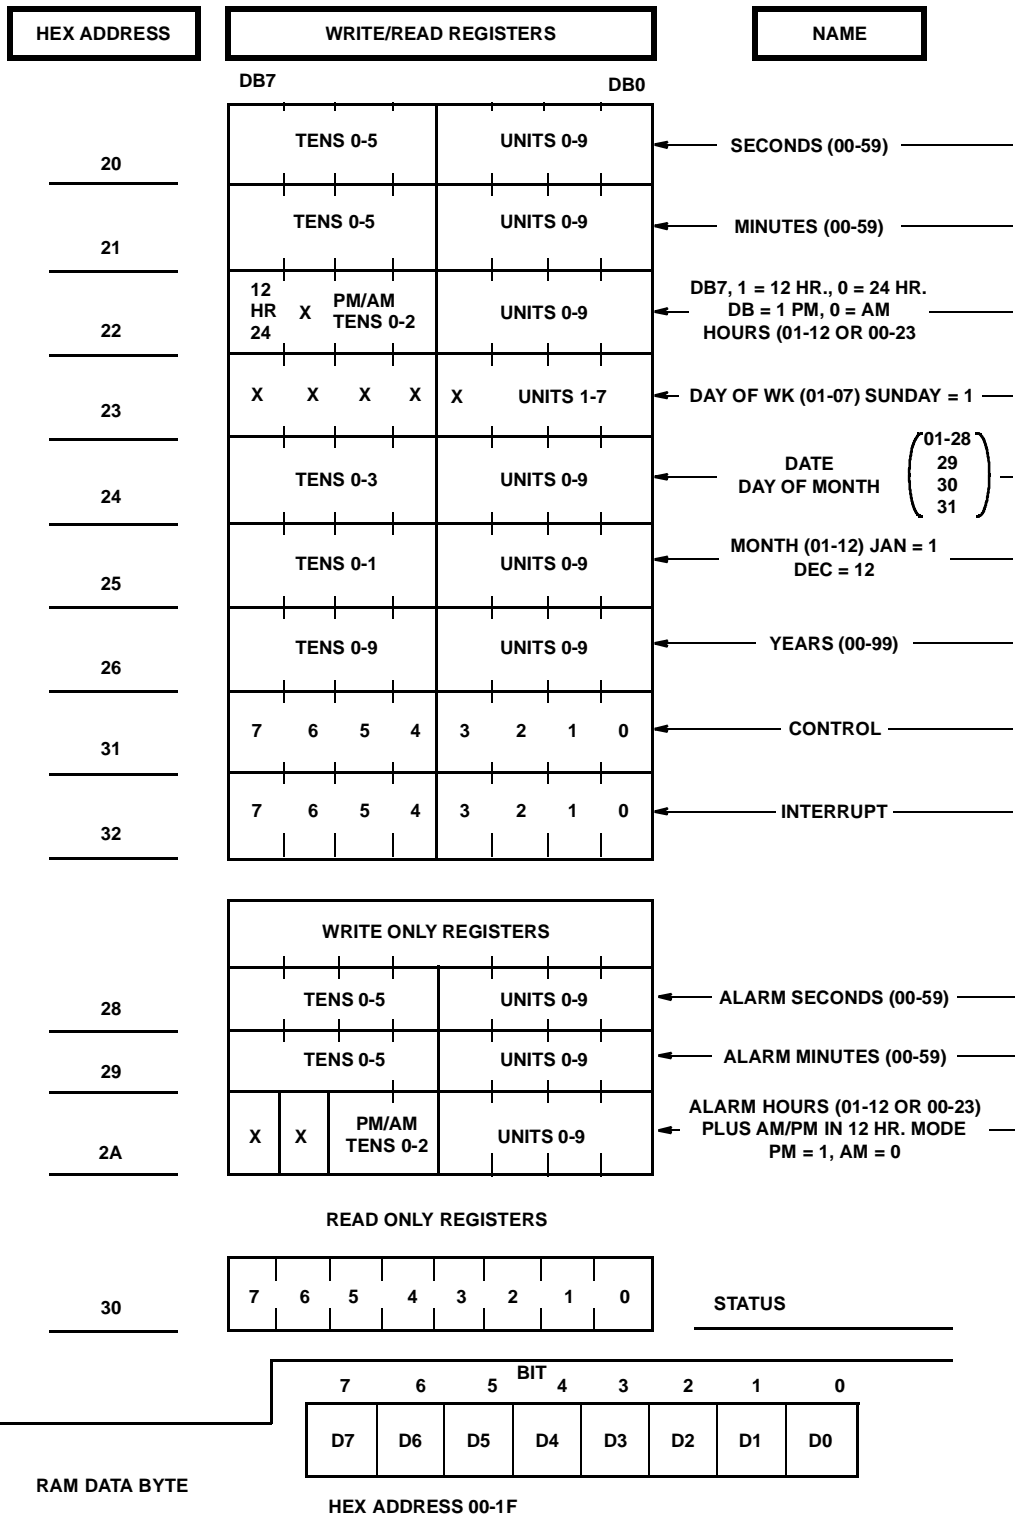 HEX ADDRESS WRITE/READ REGISTERS NAME
DB7 DB0
20 TENS 0-5 UNITS 0-9 SECONDS (00-59)
21 TENS 0-5 UNITS 0-9 MINUTES (00-59)
22 12 HR 24 X PM/AM TENS 0-2 UNITS 0-9 DB7, 1 = 12 HR., 0 = 24 HR.
DB = 1 PM, 0 = AM
HOURS (01-12 OR 00-23
23 X X X X X UNITS 1-7 DAY OF WK (01-07) SUNDAY = 1
24 TENS 0-3 UNITS 0-9 DATE
DAY OF MONTH
01-28
29
30
31
25 TENS 0-1 UNITS 0-9 MONTH (01-12) JAN = 1
DEC = 12
26 TENS 0-9 UNITS 0-9 YEARS (00-99)
31 7 6 5 4 3 2 1 0 CONTROL
32 7 6 5 4 3 2 1 0 INTERRUPT
WRITE ONLY REGISTERS
28 TENS 0-5 UNITS 0-9 ALARM SECONDS (00-59)
29 TENS 0-5 UNITS 0-9 ALARM MINUTES (00-59)
2A X X PM/AM TENS 0-2 UNITS 0-9 ALARM HOURS (01-12 OR 00-23)
PLUS AM/PM IN 12 HR. MODE
PM = 1, AM = 0
READ ONLY REGISTERS
30 7 6 5 4 3 2 1 0 STATUS
BIT
7 6 5 4 3 2 1 0
D7 D6 D5 D4 D3 D2 D1 D0
RAM DATA BYTE
HEX ADDRESS 00-1F